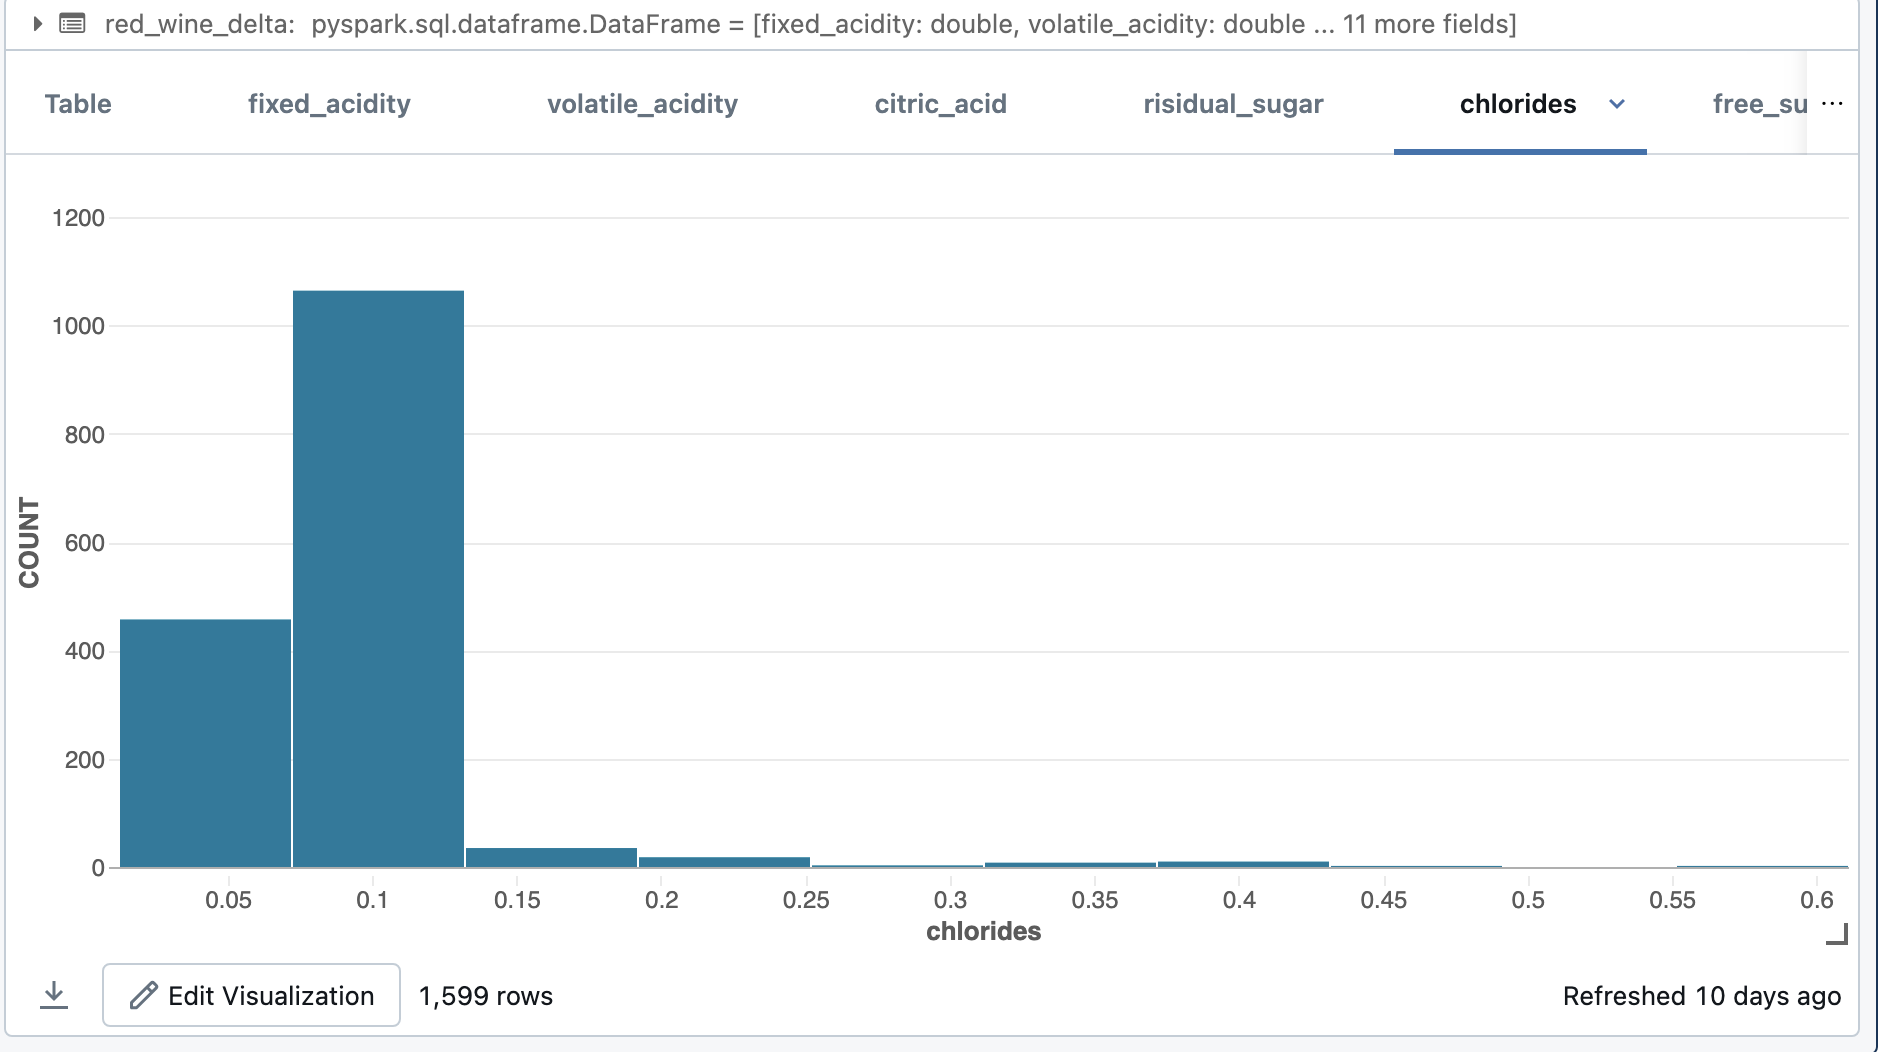 red_wine_delta: pyspark.sql.dataframe.DataFrame = [fixed_acidity: double, volatile_acidity: double ... 11 more fields]
Table fixed_acidity volatile_acidity citric_acid risidual_sugar chlorides free_su ...
1200
1000
800
600
400
200
0
COUNT
0.05 0.1 0.15 0.2 0.25 0.3 0.35 0.4 0.45 0.5 0.55 0.6
chlorides
Edit Visualization 1,599 rows Refreshed 10 days ago